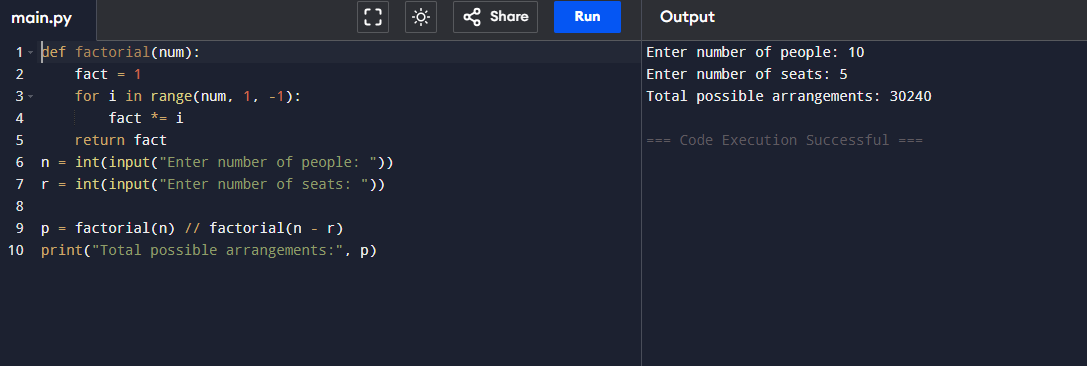 main.py
Share
Run
Output
1 def factorial(num):
2     fact = 1
3     for i in range(num, 1, -1):
4         fact *= i
5     return fact
6 n = int(input("Enter number of people: "))
7 r = int(input("Enter number of seats: "))
8
9 p = factorial(n) // factorial(n - r)
10 print("Total possible arrangements:", p)
Enter number of people: 10
Enter number of seats: 5
Total possible arrangements: 30240
=== Code Execution Successful ===